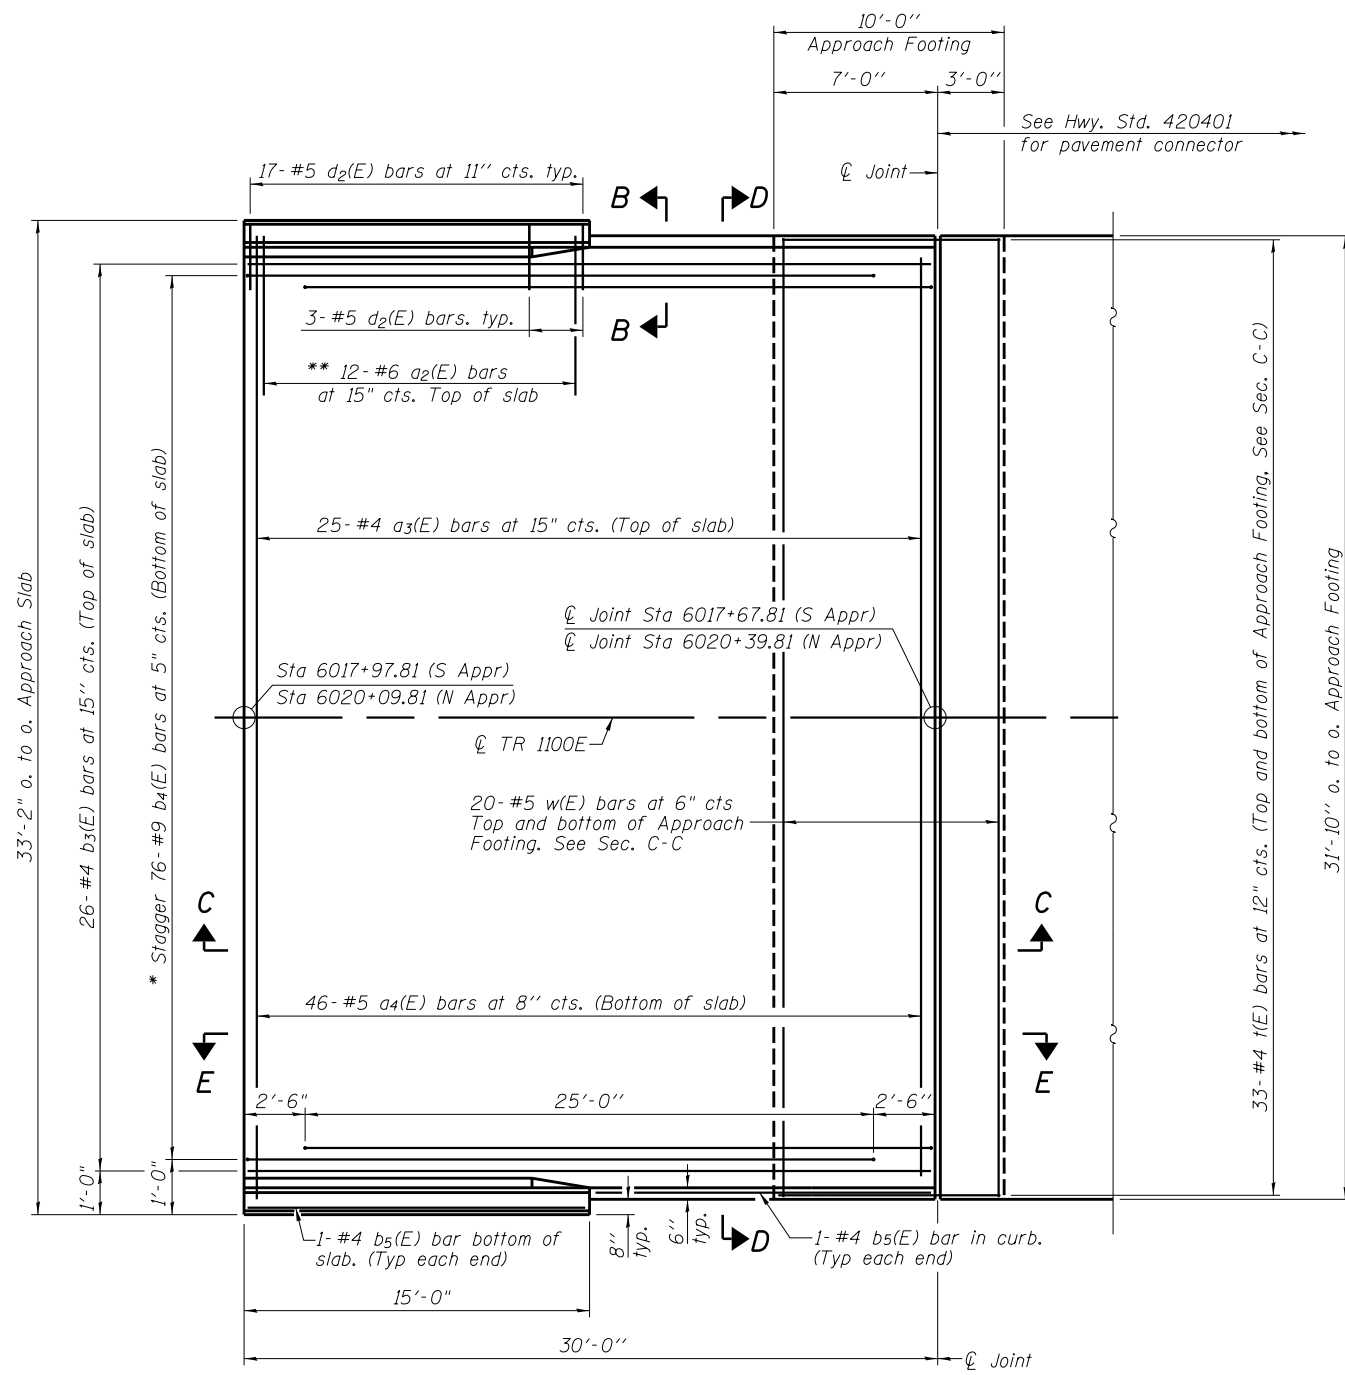 10'-0''
Approach Footing
7'-0''
3'-0''
See Hwy. Std. 420401
for pavement connector
℄ Joint
17-#5 d2(E) bars at 11'' cts. typ.
B
D
3-#5 d2(E) bars. typ.
B
** 12-#6 a2(E) bars
at 15" cts. Top of slab
25-#4 a3(E) bars at 15" cts. (Top of slab)
℄ Joint Sta 6017+67.81 (S Appr)
℄ Joint Sta 6020+39.81 (N Appr)
Sta 6017+97.81 (S Appr)
Sta 6020+09.81 (N Appr)
℄ TR 1100E
20-#5 w(E) bars at 6" cts
Top and bottom of Approach
Footing. See Sec. C-C
33'-2" o. to o. Approach Slab
26-#4 b3(E) bars at 15'' cts. (Top of slab)
* Stagger 76-#9 b4(E) bars at 5" cts. (Bottom of slab)
33-#4 t(E) bars at 12" cts. (Top and bottom of Approach Footing, See Sec. C-C)
31'-10'' o. to o. Approach Footing
C
C
46-#5 a4(E) bars at 8'' cts. (Bottom of slab)
E
E
2'-6"
25'-0''
2'-6''
1'-0"
1'-0"
1-#4 b5(E) bar bottom of
slab. (Typ each end)
8''
typ.
6''
typ.
D
1-#4 b5(E) bar in curb.
(Typ each end)
15'-0"
30'-0''
℄ Joint